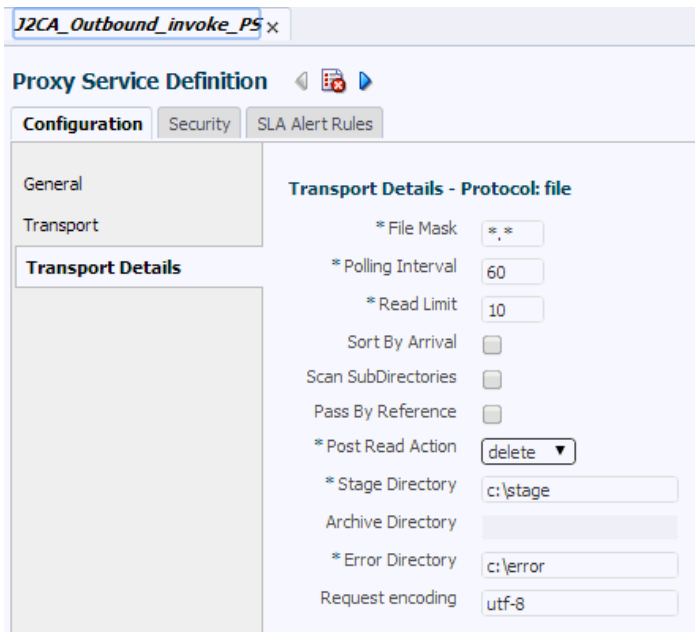 J2CA_Outbound_invoke_PS x
Proxy Service Definition
Configuration Security SLA Alert Rules
General
Transport
Transport Details
Transport Details - Protocol: file
* File Mask *.*
* Polling Interval 60
* Read Limit 10
Sort By Arrival
Scan SubDirectories
Pass By Reference
* Post Read Action delete
* Stage Directory c:\stage
Archive Directory
* Error Directory c:\error
Request encoding utf-8